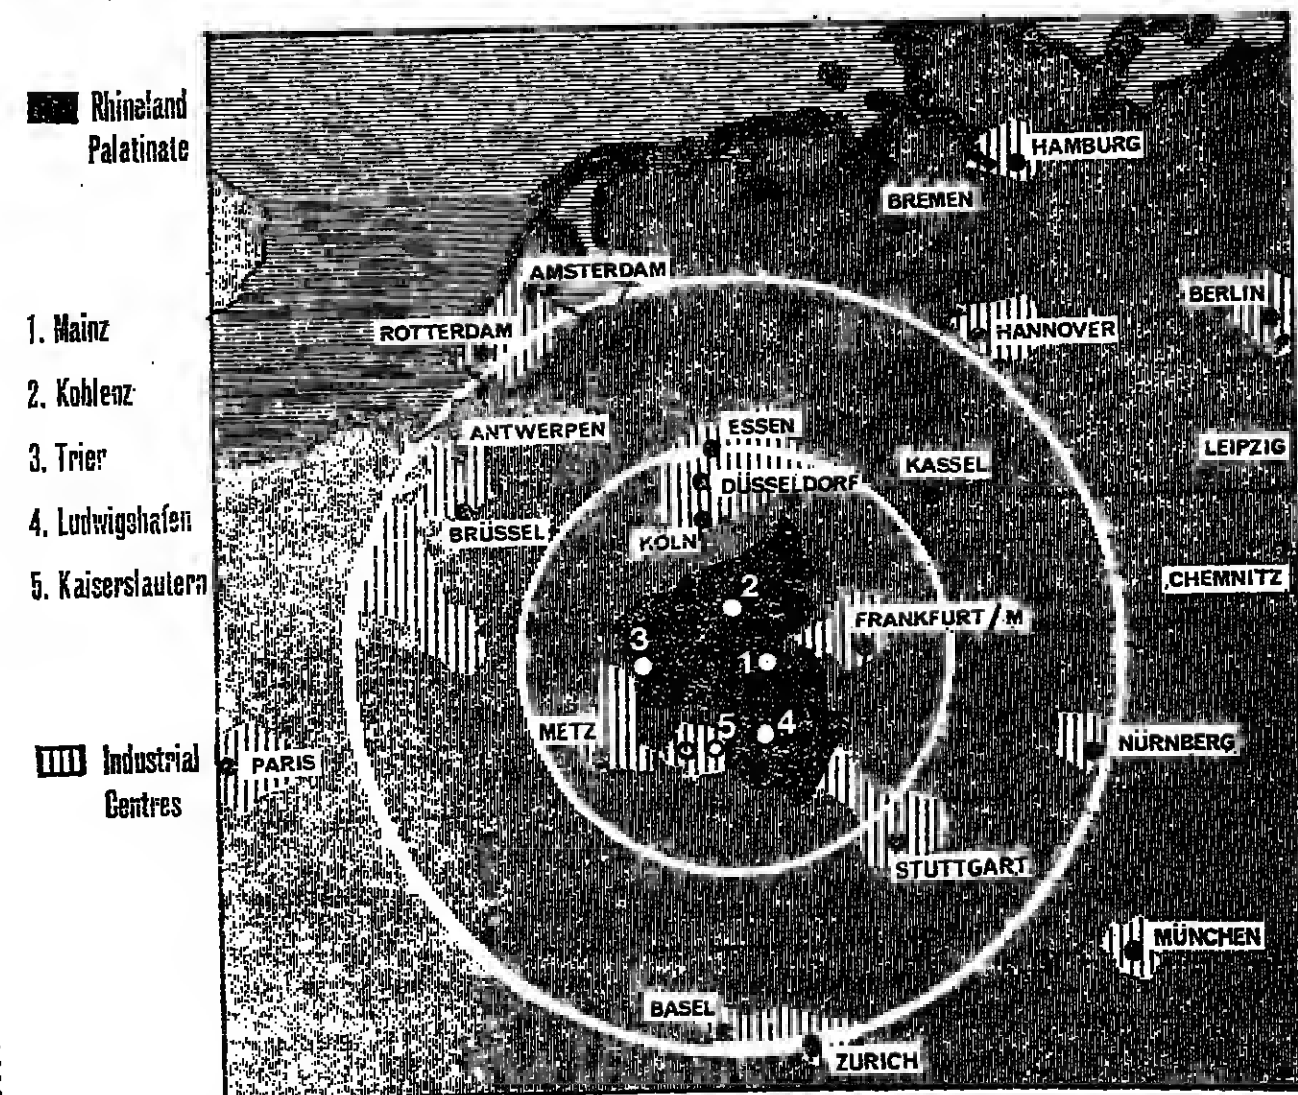 Rhineland
Palatinate
1. Mainz
2. Koblenz
3. Trier
4. Ludwigshafen
5. Kaiserslautern
Industrial
Centres
HAMBURG
BREMEN
AMSTERDAM
BERLIN
ROTTERDAM
HANNOVER
ANTWERPEN
ESSEN
LEIPZIG
KASSEL
DÜSSELDORF
BRÜSSEL
KÖLN
CHEMNITZ
2
FRANKFURT/M
3
1
METZ
5
4
NÜRNBERG
PARIS
STUTTGART
MÜNCHEN
BASEL
ZURICH